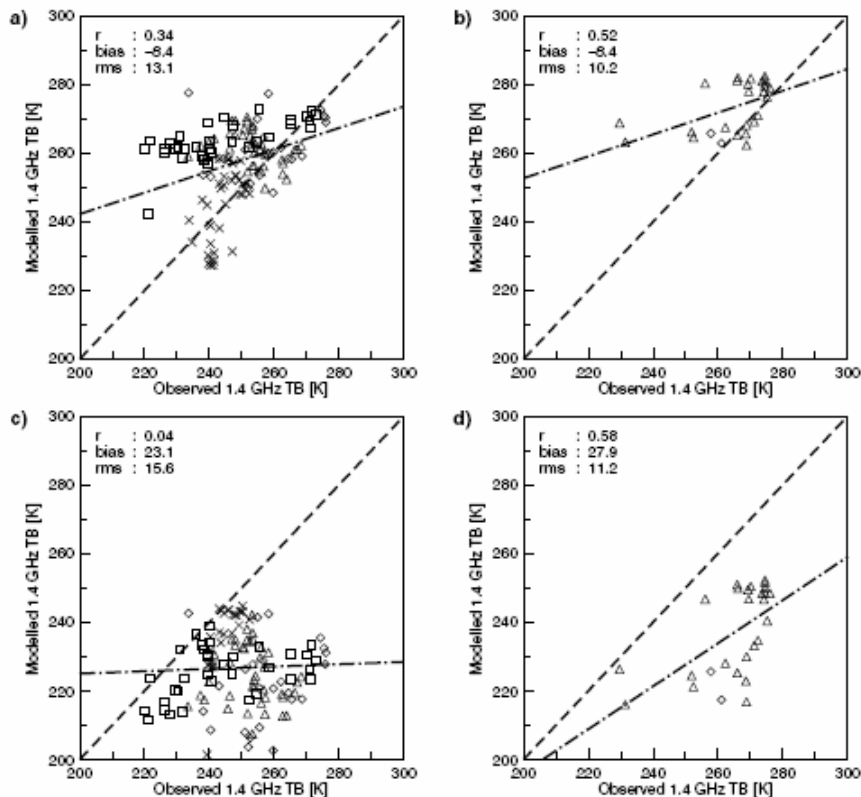 a)
300
280
260
240
220
200
r : 0.34
bias : –8.4
rms : 13.1
Modelled 1.4 GHz TB [K]
200 220 240 260 280 300
Observed 1.4 GHz TB [K]
b)
300
280
260
240
220
200
r : 0.52
bias : –8.4
rms : 10.2
Modelled 1.4 GHz TB [K]
200 220 240 260 280 300
Observed 1.4 GHz TB [K]
c)
300
280
260
240
220
200
r : 0.04
bias : 23.1
rms : 15.6
Modelled 1.4 GHz TB [K]
200 220 240 260 280 300
Observed 1.4 GHz TB [K]
d)
300
280
260
240
220
200
r : 0.58
bias : 27.9
rms : 11.2
Modelled 1.4 GHz TB [K]
200 220 240 260 280 300
Observed 1.4 GHz TB [K]